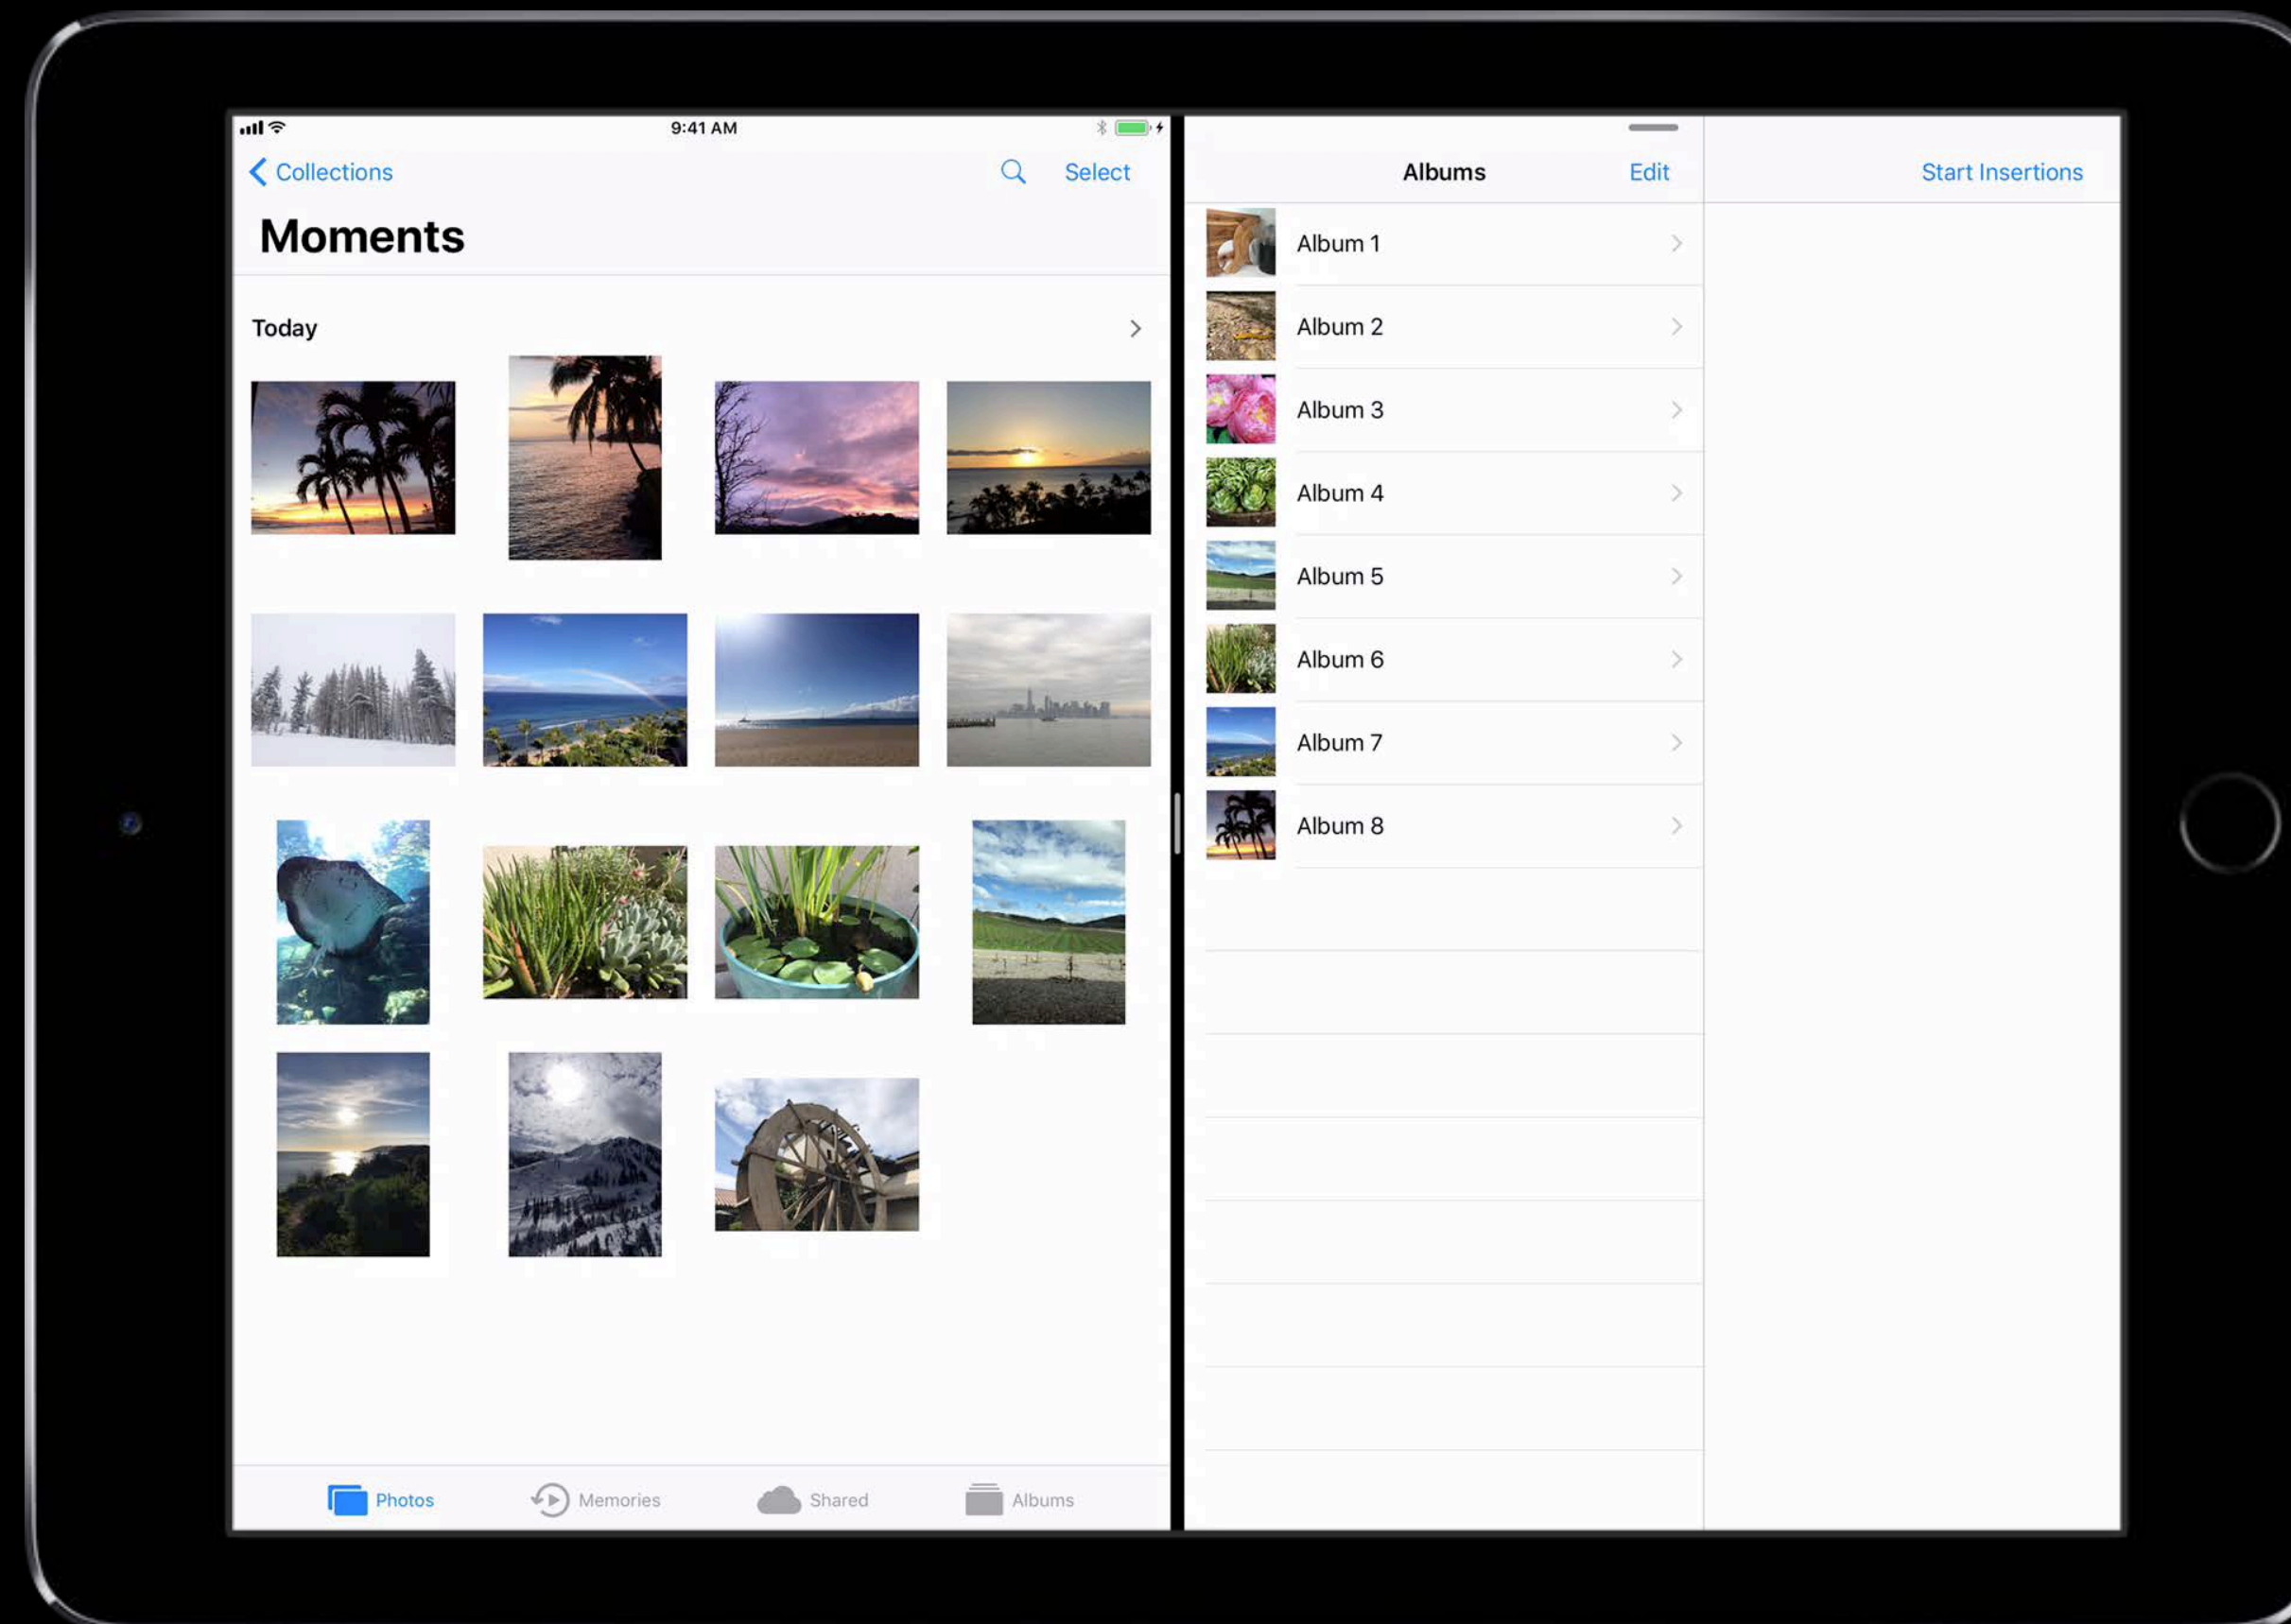 9:41 AM
Collections
Select
Moments
Today
Photos
Memories
Shared
Albums
Albums
Edit
Start Insertions
Album 1
Album 2
Album 3
Album 4
Album 5
Album 6
Album 7
Album 8